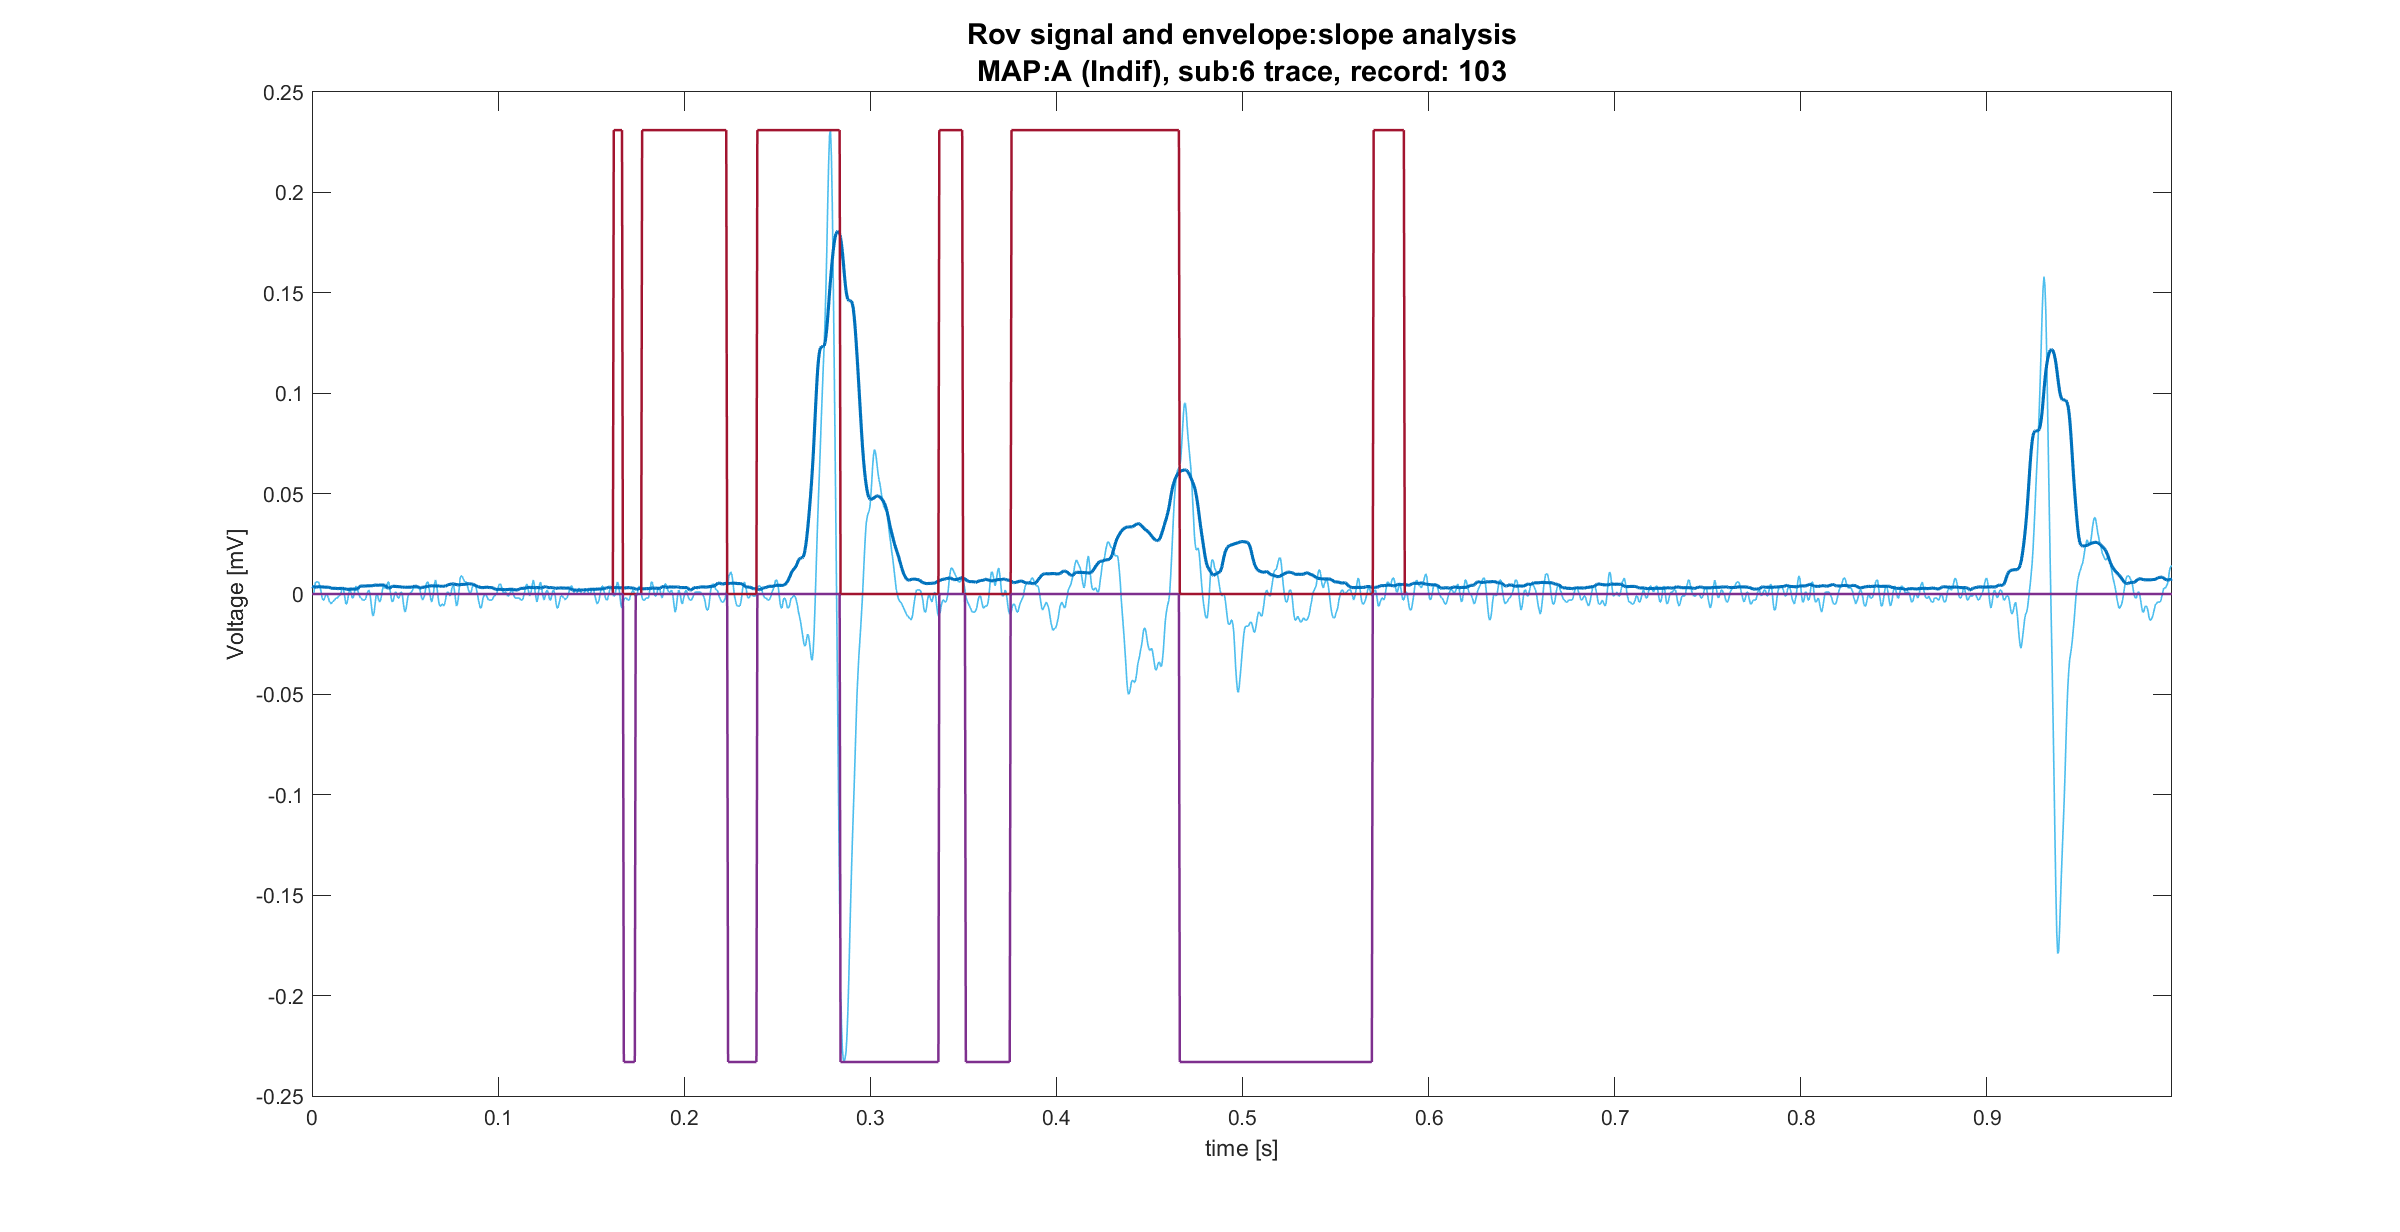 Rov signal and envelope:slope analysis
MAP:A (Indif), sub:6 trace, record: 103
0.25
0.2
0.15
0.1
0.05
0
-0.05
-0.1
-0.15
-0.2
-0.25
Voltage [mV]
0 0.1 0.2 0.3 0.4 0.5 0.6 0.7 0.8 0.9
time [s]